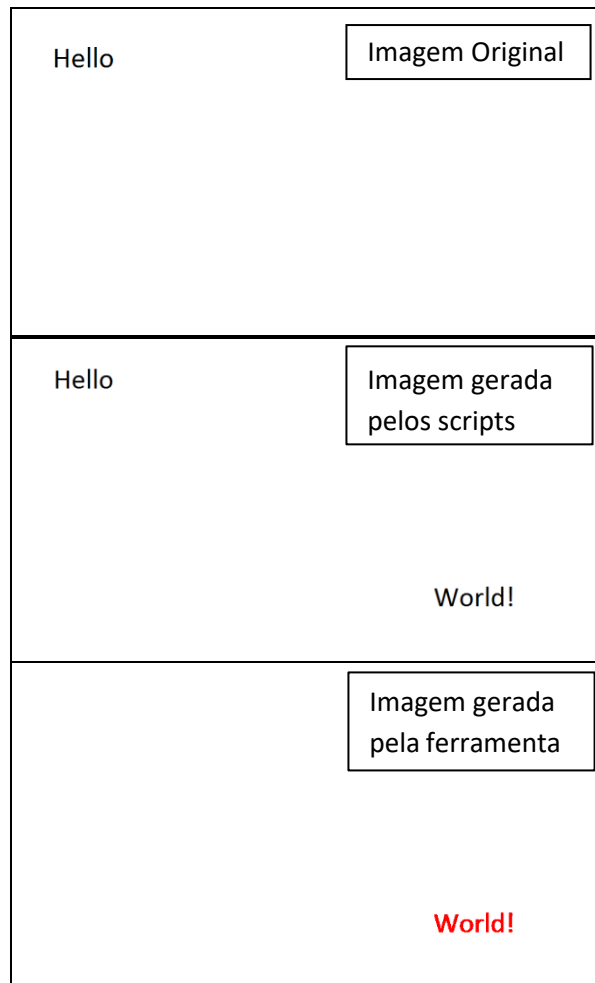 Hello
Imagem Original
Hello
Imagem gerada
pelos scripts
World!
Imagem gerada
pela ferramenta
World!